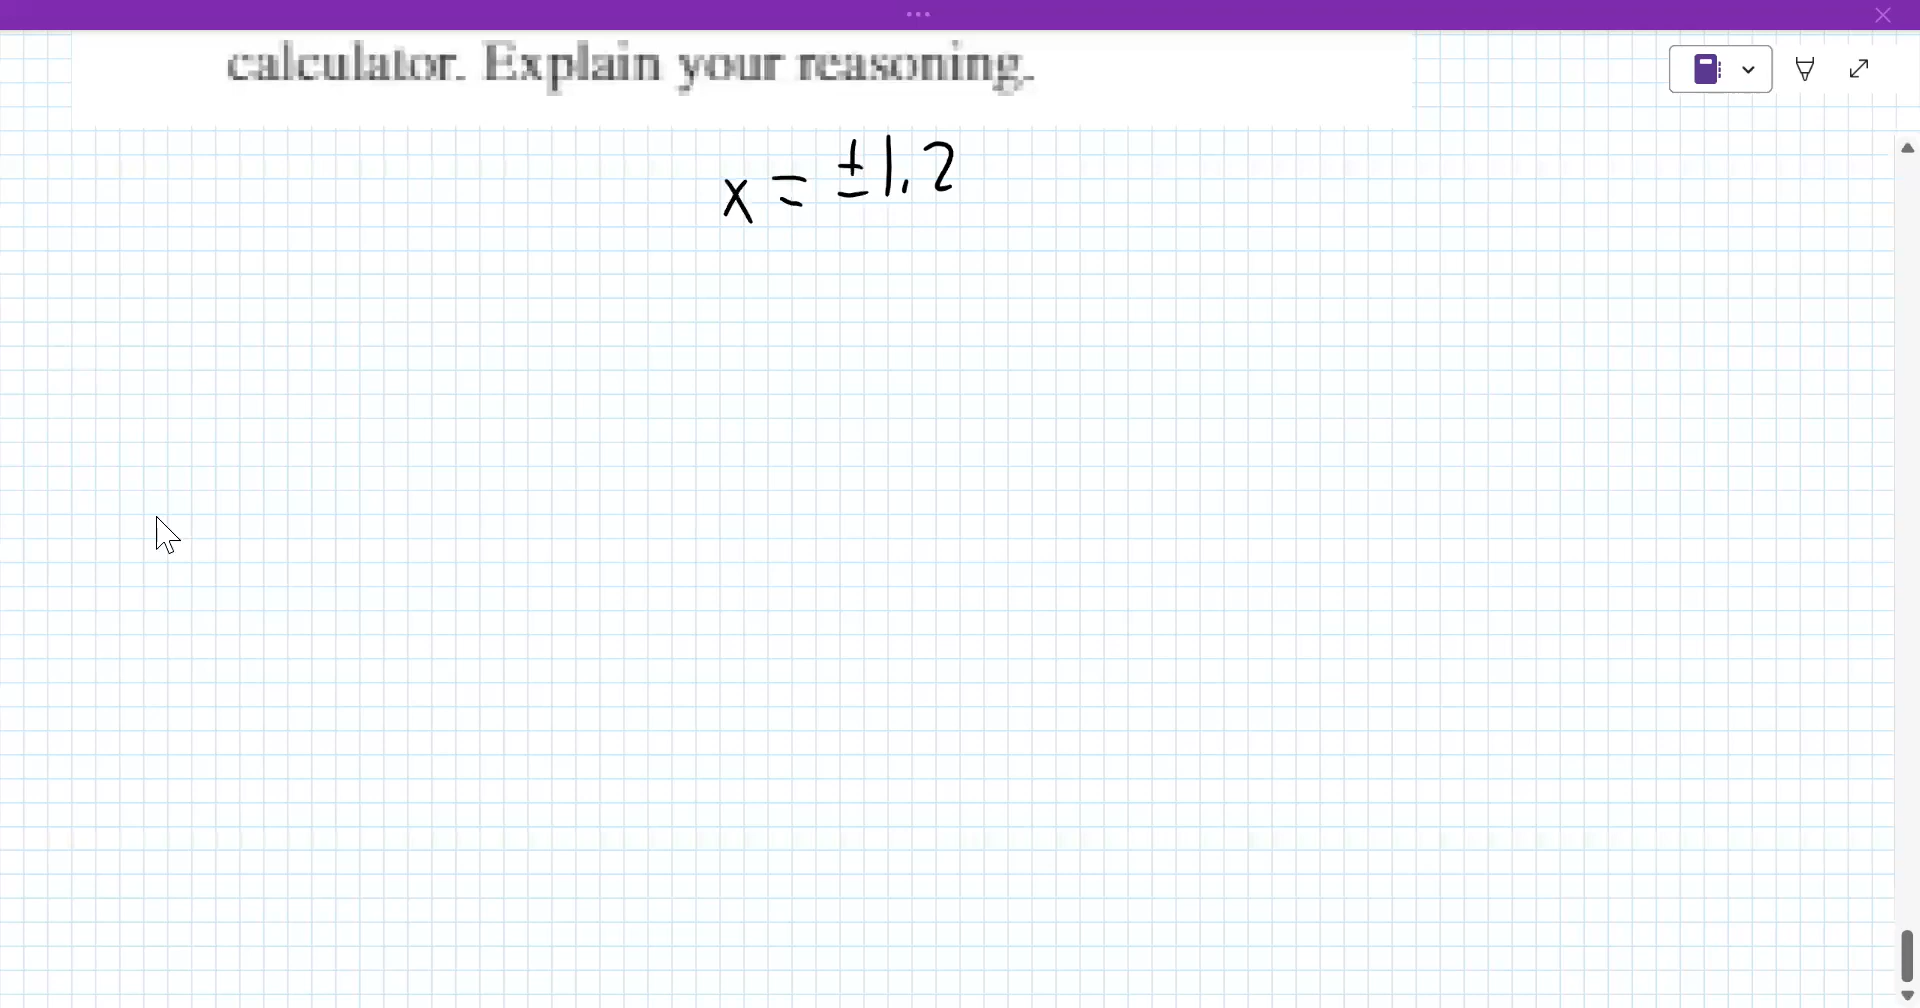 calculator. Explain your reasoning.
x = ±1.2